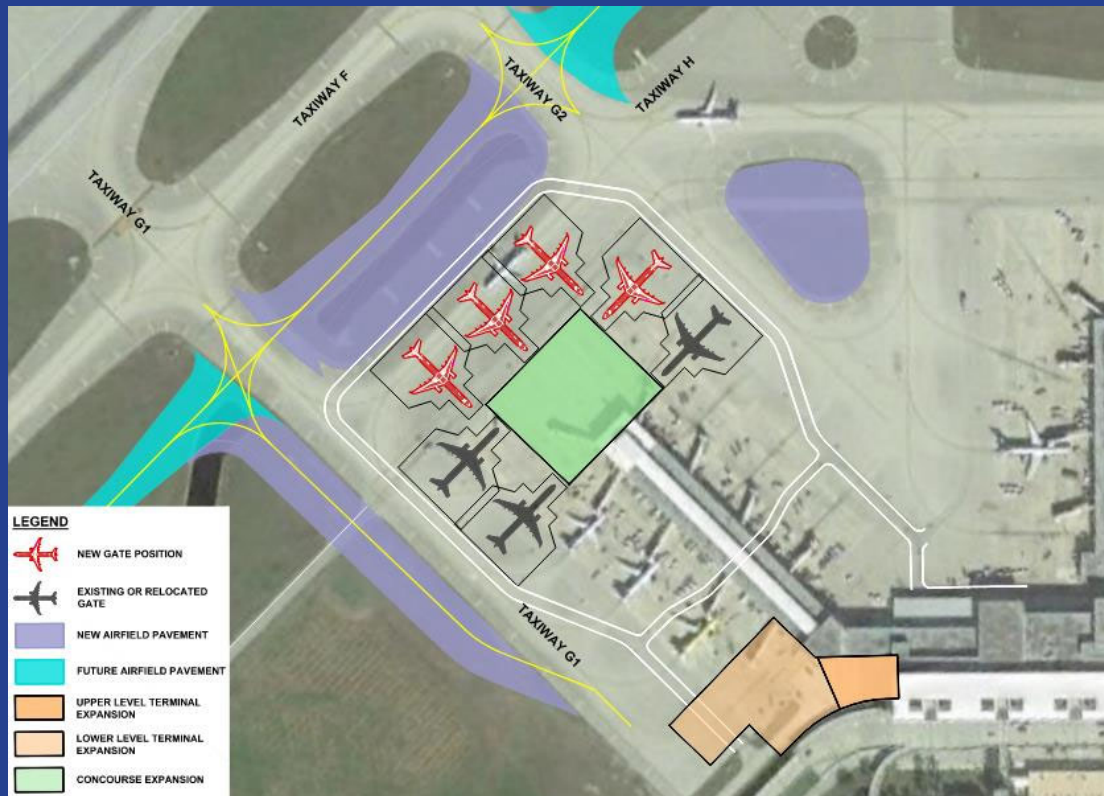 TAXIWAY F
TAXIWAY G2
TAXIWAY H
TAXIWAY G1
TAXIWAY G1
LEGEND
NEW GATE POSITION
EXISTING OR RELOCATED
GATE
NEW AIRFIELD PAVEMENT
FUTURE AIRFIELD PAVEMENT
UPPER LEVEL TERMINAL
EXPANSION
LOWER LEVEL TERMINAL
EXPANSION
CONCOURSE EXPANSION